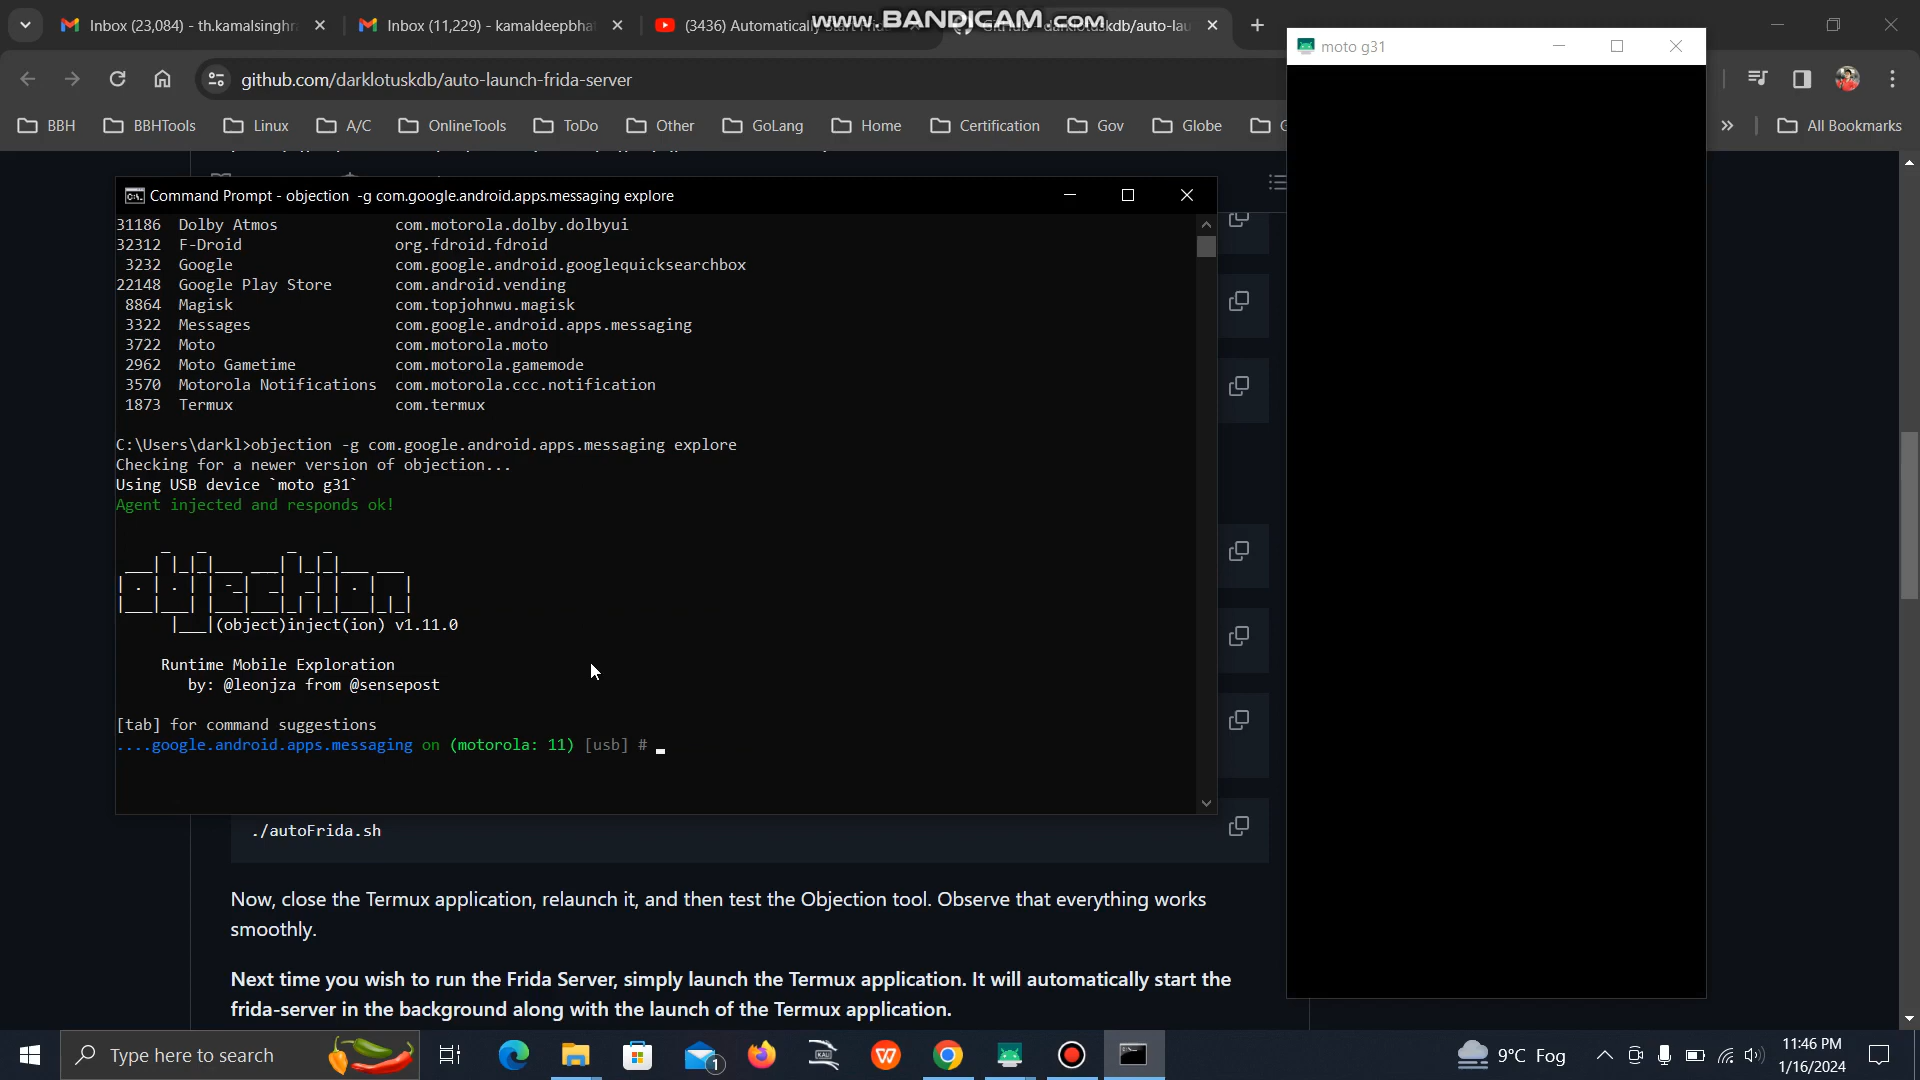 www.BANDICAM.com
Inbox (23,084) - th.kamalsinghr
Inbox (11,229) - kamaldeepbha
(3436) Automatically Start Frid
moto g31
github.com/darklotuskdb/auto-launch-frida-server
BBH
BBHTools
Linux
A/C
OnlineTools
ToDo
Other
GoLang
Home
Certification
Gov
Globe
All Bookmarks
Command Prompt - objection  -g com.google.android.apps.messaging explore
31186  Dolby Atmos             com.motorola.dolby.dolbyui
32312  F-Droid                 org.fdroid.fdroid
3232  Google                  com.google.android.googlequicksearchbox
22148  Google Play Store       com.android.vending
8864  Magisk                  com.topjohnwu.magisk
3322  Messages                com.google.android.apps.messaging
3722  Moto                    com.motorola.moto
2962  Moto Gametime           com.motorola.gamemode
3570  Motorola Notifications  com.motorola.ccc.notification
1873  Termux                  com.termux
C:\Users\darkl>objection -g com.google.android.apps.messaging explore
Checking for a newer version of objection...
Using USB device `moto g31`
Agent injected and responds ok!
|___|(object)inject(ion) v1.11.0
Runtime Mobile Exploration
by: @leonjza from @sensepost
[tab] for command suggestions
....google.android.apps.messaging on (motorola: 11) [usb] #
./autoFrida.sh
Now, close the Termux application, relaunch it, and then test the Objection tool. Observe that everything works
smoothly.
Next time you wish to run the Frida Server, simply launch the Termux application. It will automatically start the
frida-server in the background along with the launch of the Termux application.
Type here to search
1
9°C Fog
11:46 PM
1/16/2024